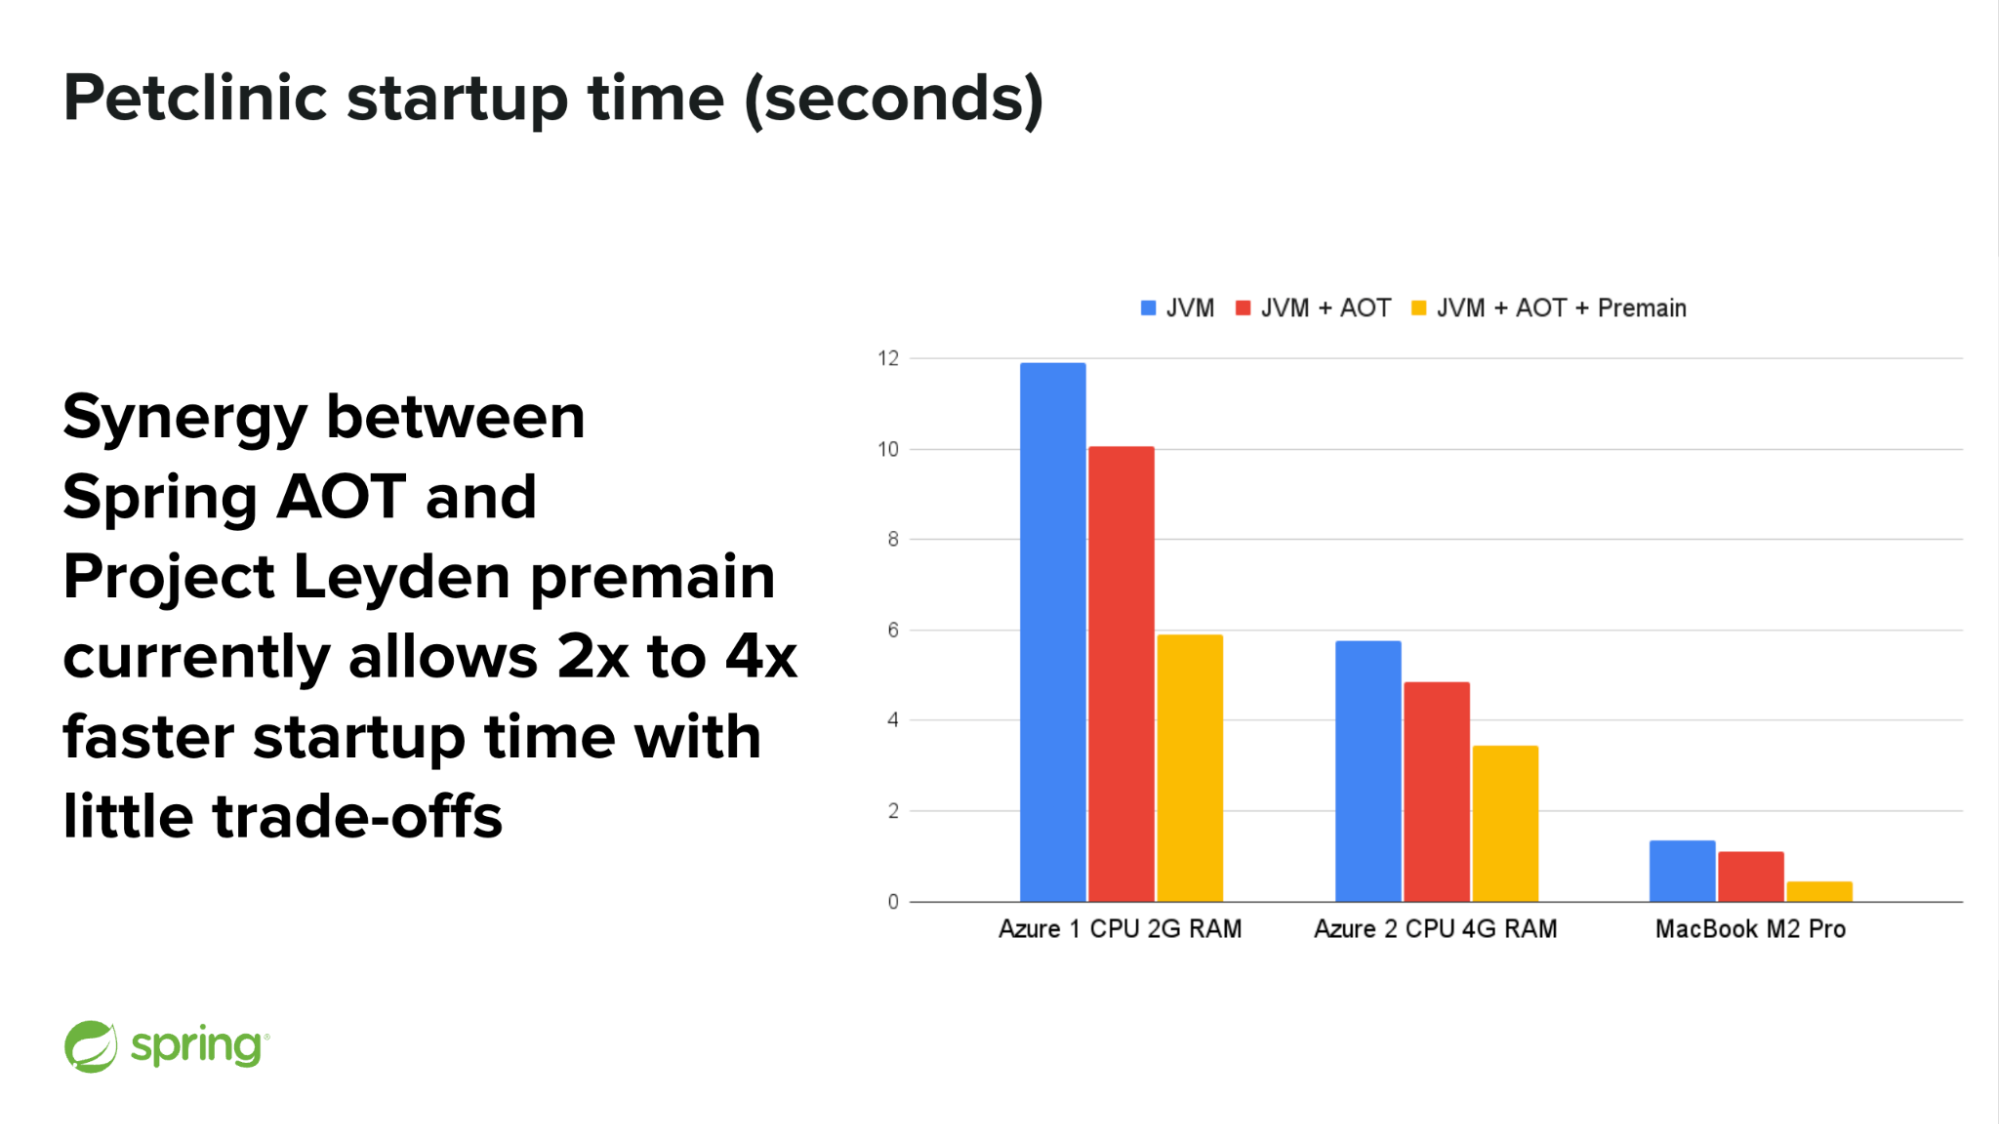 Petclinic startup time (seconds)
Synergy between
Spring AOT and
Project Leyden premain
currently allows 2x to 4x
faster startup time with
little trade-offs
JVM JVM + AOT JVM + AOT + Premain
12
10
8
6
4
2
0
Azure 1 CPU 2G RAM Azure 2 CPU 4G RAM MacBook M2 Pro
spring®